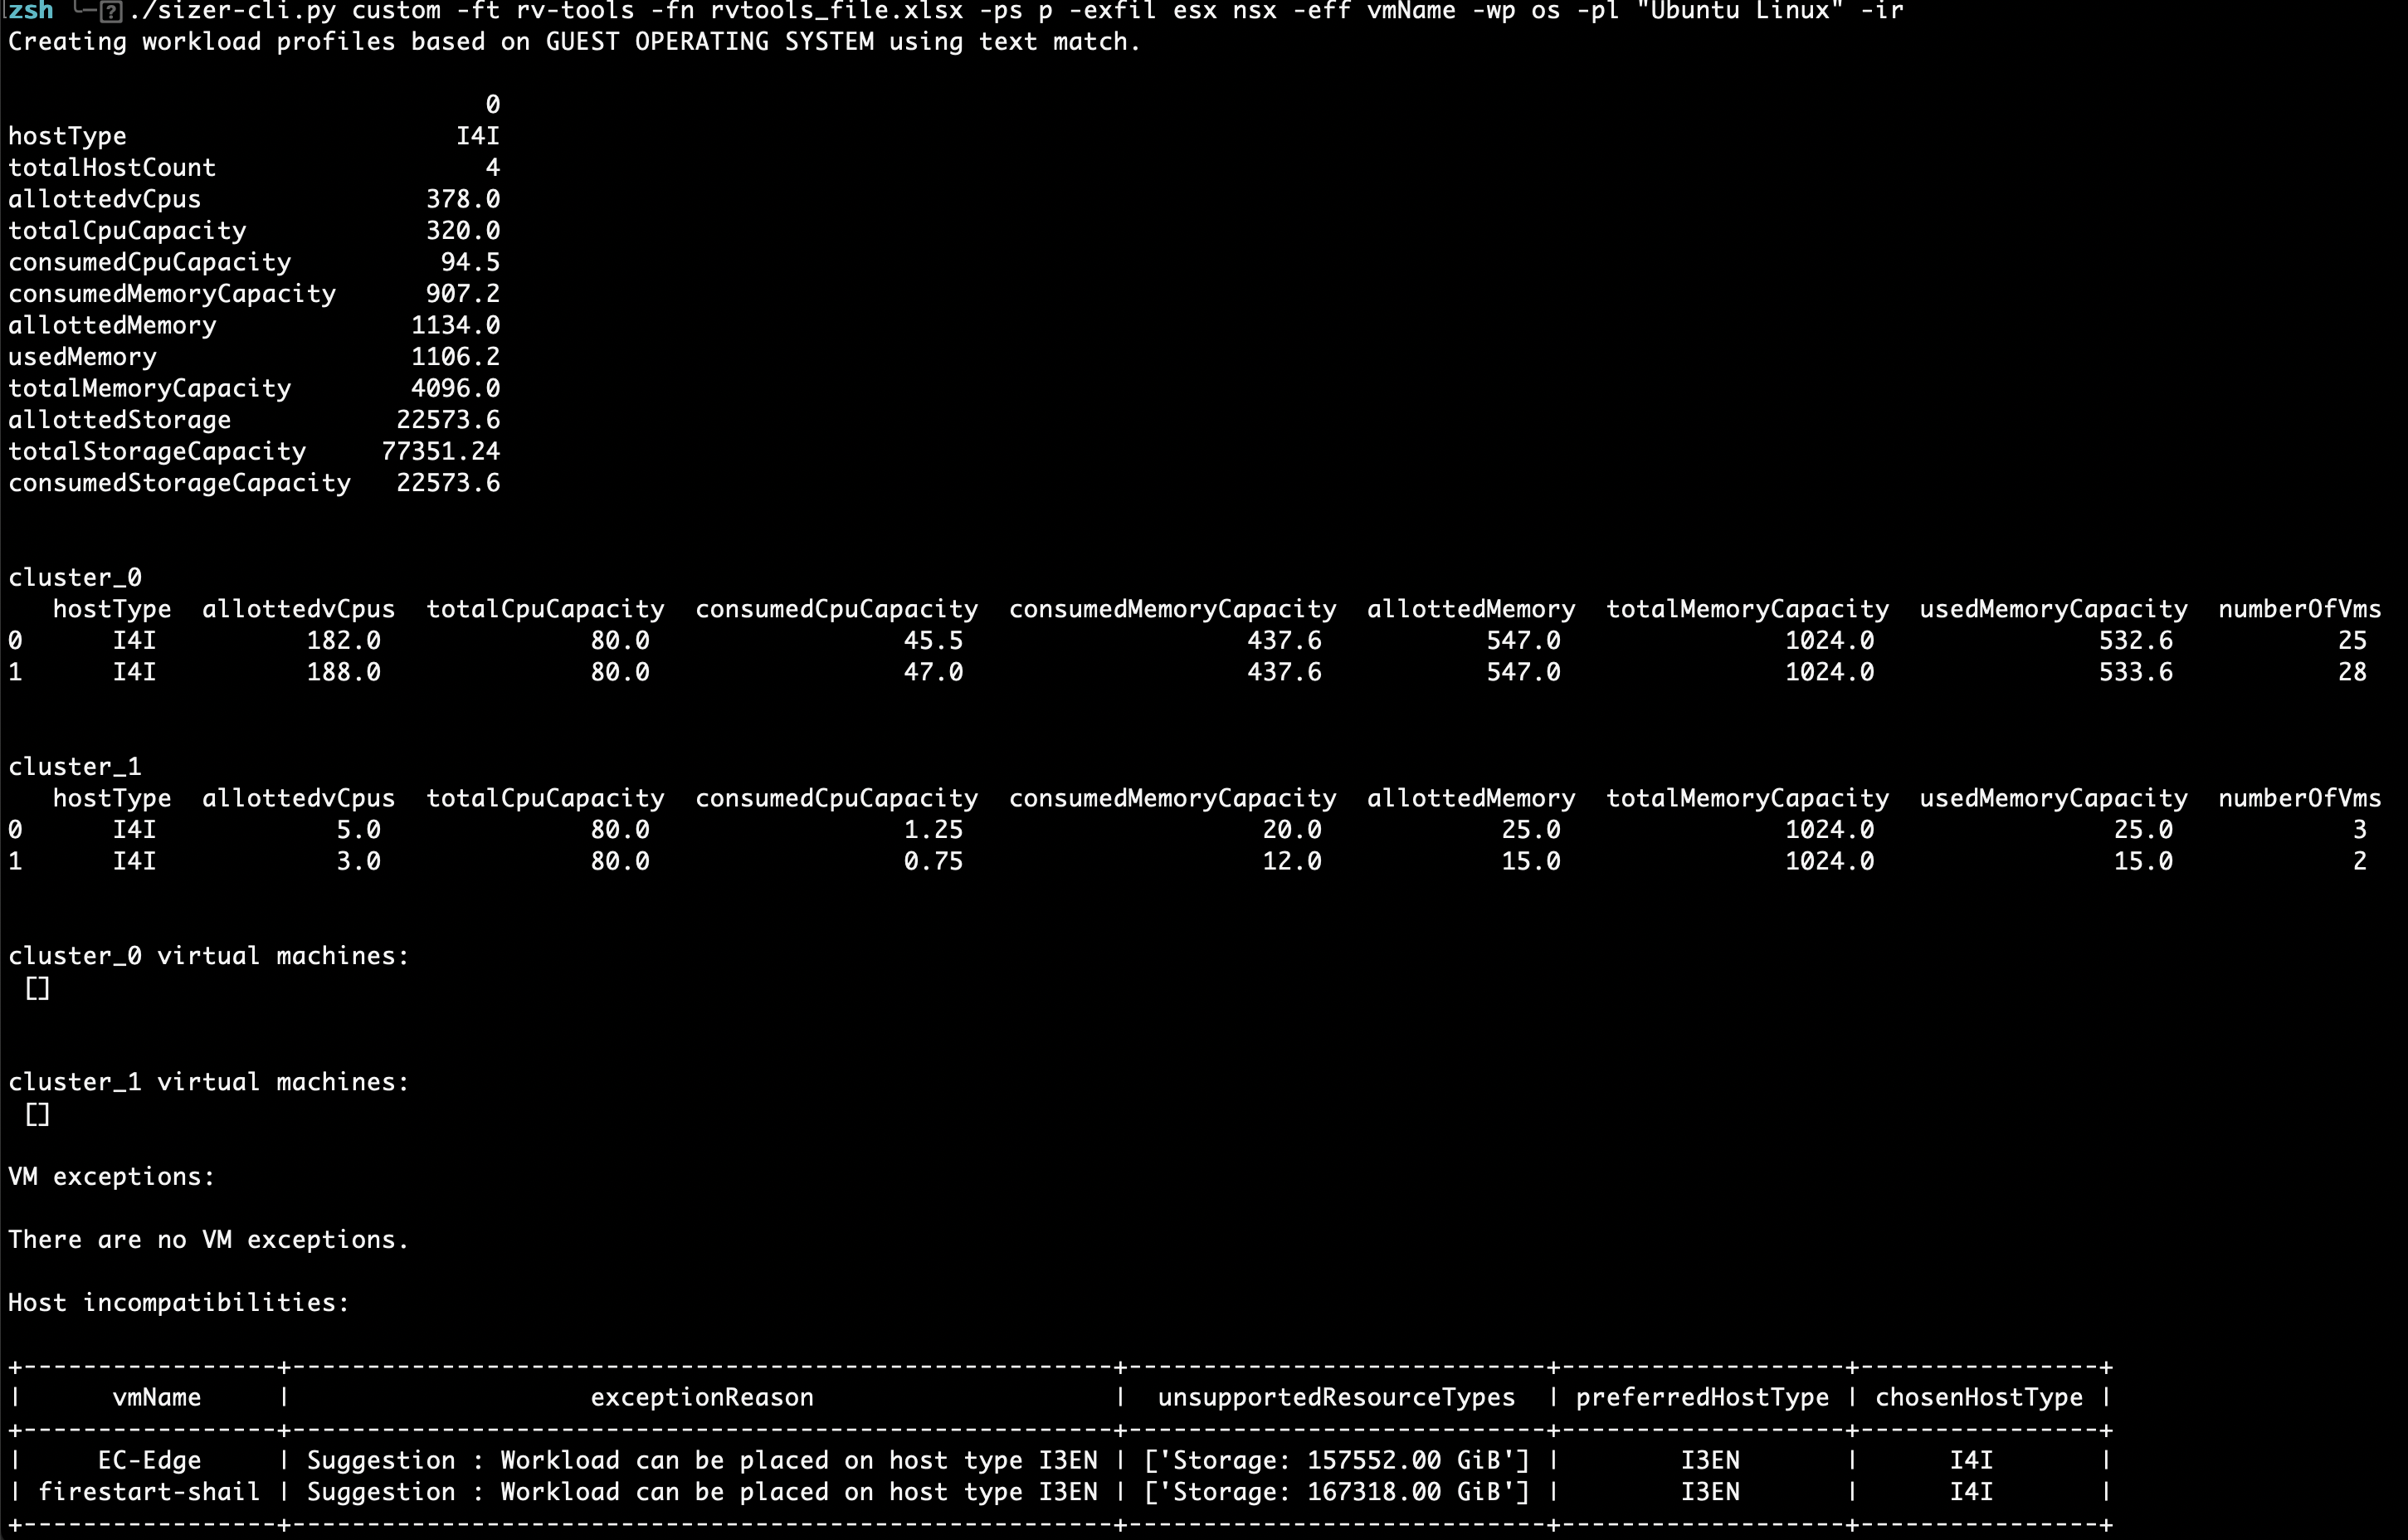 zsh ╰─?./sizer-cli.py custom -ft rv-tools -fn rvtools_file.xlsx -ps p -exfil esx nsx -eff vmName -wp os -pl "Ubuntu Linux" -ir
Creating workload profiles based on GUEST OPERATING SYSTEM using text match.
0
hostType I4I
totalHostCount 4
allottedvCpus 378.0
totalCpuCapacity 320.0
consumedCpuCapacity 94.5
consumedMemoryCapacity 907.2
allottedMemory 1134.0
usedMemory 1106.2
totalMemoryCapacity 4096.0
allottedStorage 22573.6
totalStorageCapacity 77351.24
consumedStorageCapacity 22573.6
cluster_0
hostType allottedvCpus totalCpuCapacity consumedCpuCapacity consumedMemoryCapacity allottedMemory totalMemoryCapacity usedMemoryCapacity numberOfVms
0 I4I 182.0 80.0 45.5 437.6 547.0 1024.0 532.6 25
1 I4I 188.0 80.0 47.0 437.6 547.0 1024.0 533.6 28
cluster_1
hostType allottedvCpus totalCpuCapacity consumedCpuCapacity consumedMemoryCapacity allottedMemory totalMemoryCapacity usedMemoryCapacity numberOfVms
0 I4I 5.0 80.0 1.25 20.0 25.0 1024.0 25.0 3
1 I4I 3.0 80.0 0.75 12.0 15.0 1024.0 15.0 2
cluster_0 virtual machines:
[]
cluster_1 virtual machines:
[]
VM exceptions:
There are no VM exceptions.
Host incompatibilities:
+-----------------+-------------------------------------------------------+----------------------------+-------------------+----------------+
| vmName | exceptionReason | unsupportedResourceTypes | preferredHostType | chosenHostType |
+-----------------+-------------------------------------------------------+----------------------------+-------------------+----------------+
| EC-Edge | Suggestion : Workload can be placed on host type I3EN | ['Storage: 157552.00 GiB'] | I3EN | I4I |
| firestart-shail | Suggestion : Workload can be placed on host type I3EN | ['Storage: 167318.00 GiB'] | I3EN | I4I |
+-----------------+-------------------------------------------------------+----------------------------+-------------------+----------------+